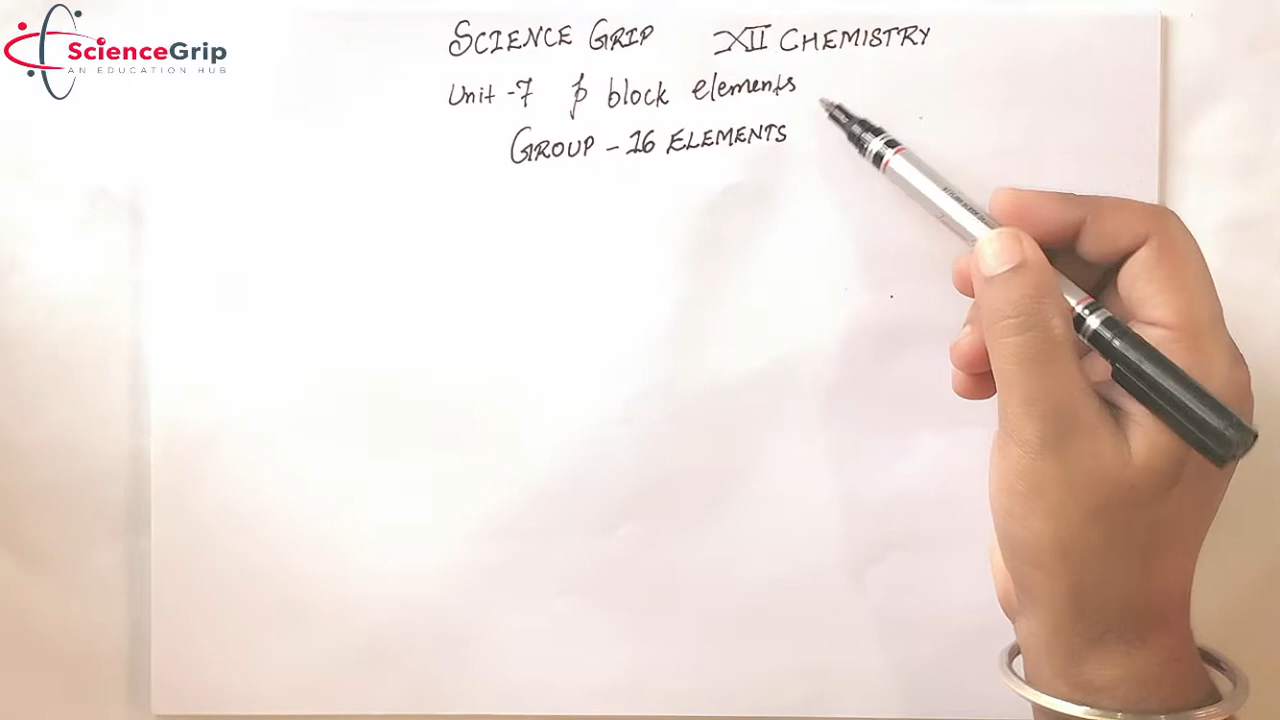 ScienceGrip
AN EDUCATION HUB
SCIENCE GRIP XII CHEMISTRY
Unit -7 p block elements
GROUP - 16 ELEMENTS